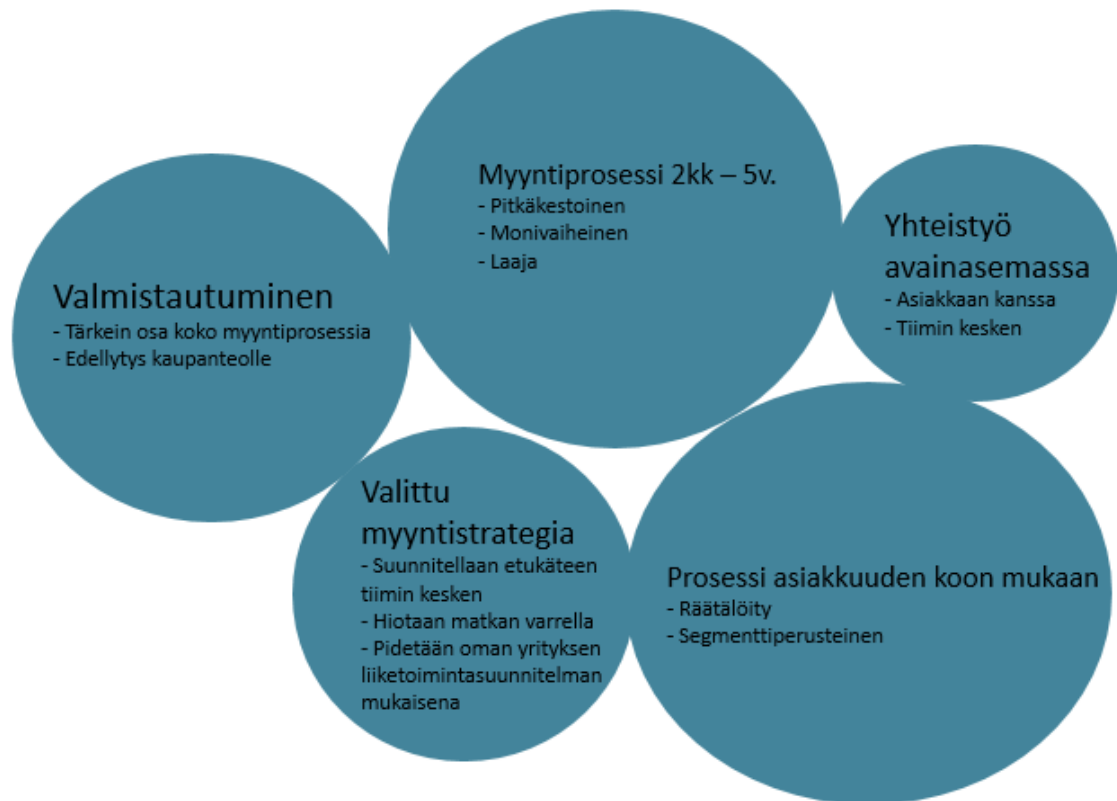 Myyntiprosessi 2kk – 5v.
- Pitkäkestoinen
- Monivaiheinen
- Laaja
Yhteistyö
avainasemassa
- Asiakkaan kanssa
- Tiimin kesken
Valmistautuminen
- Tärkein osa koko myyntiprosessia
- Edellytys kaupanteolle
Valittu
myyntistrategia
- Suunnitellaan etukäteen
tiimin kesken
- Hiotaan matkan varrella
- Pidetään oman yrityksen
liiketoimintasuunnitelman
mukaisena
Prosessi asiakkuuden koon mukaan
- Räätälöity
- Segmenttiperusteinen